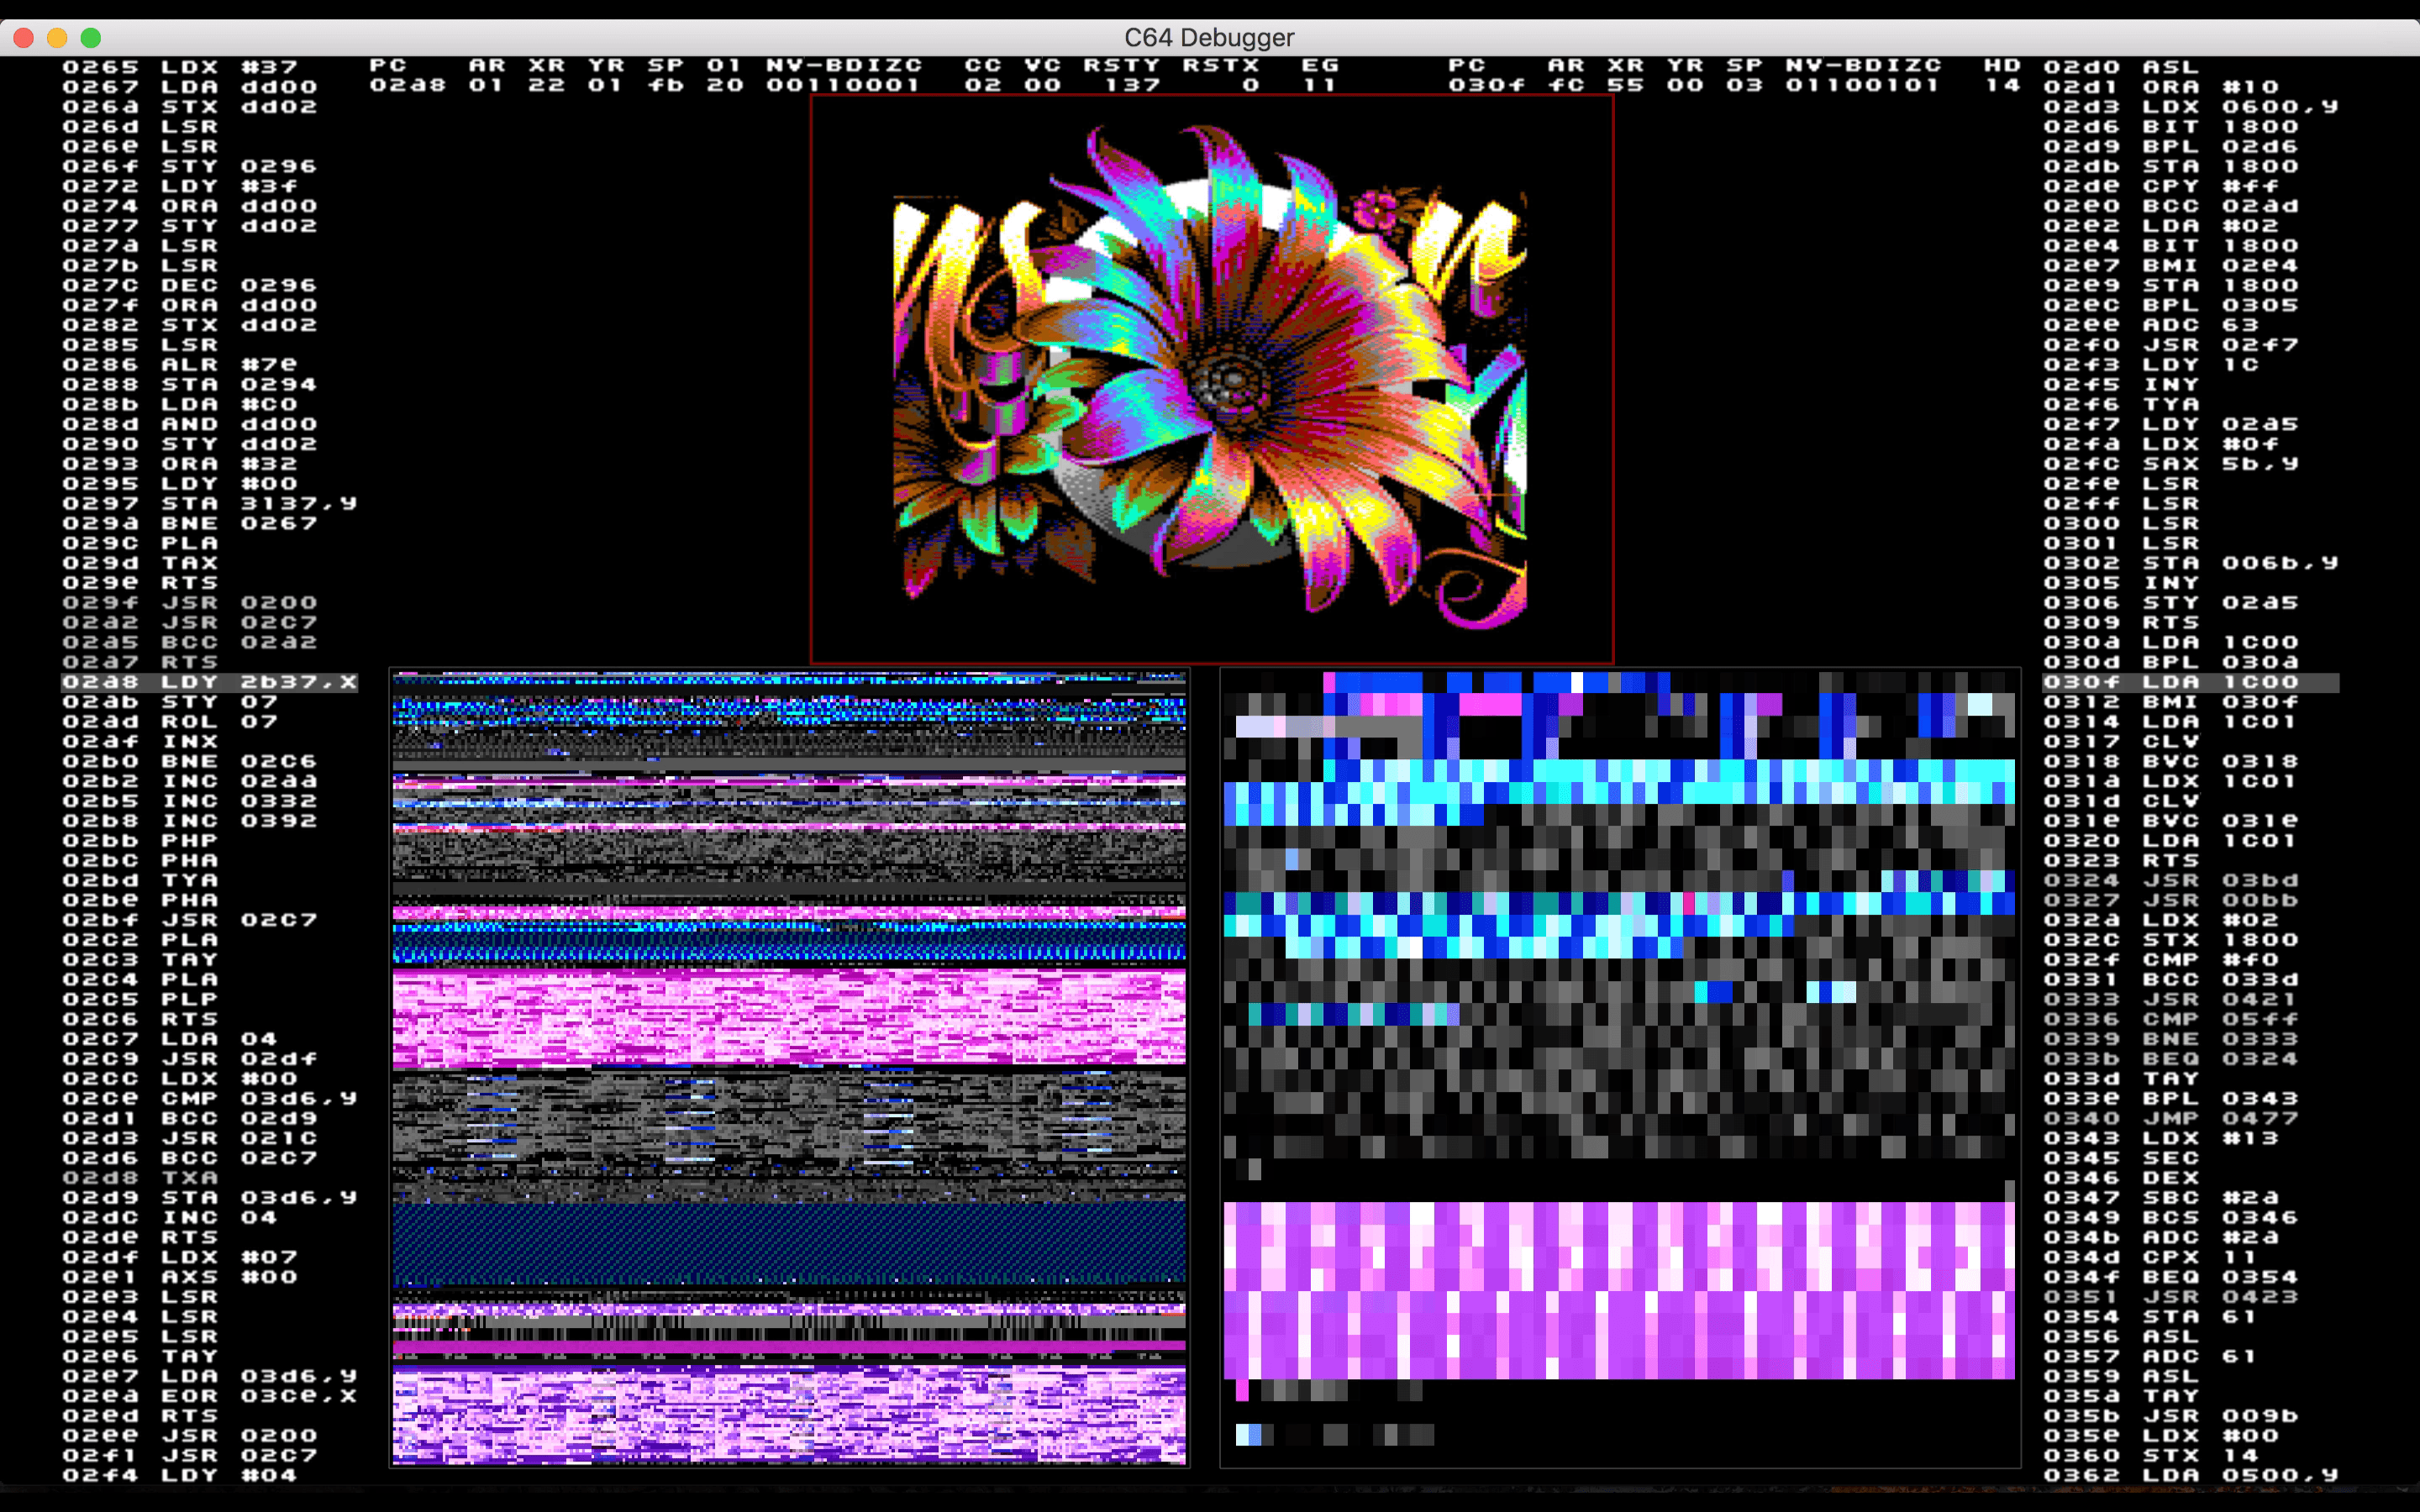 C64 Debugger
PC AR XR YR SP 01 NV-BDIZC CC VC RSTY RSTX EG
02a8 01 22 01 fb 20 00110001 02 00 137 0 11
PC AR XR YR SP NV-BDIZC HD
030f fC 55 00 03 01100101 14
0265 LDX #37
0267 LDA dd00
026a STX dd02
026d LSR
026e LSR
026f STY 0296
0272 LDY #3f
0274 ORA dd00
0277 STY dd02
027a LSR
027b LSR
027c DEC 0296
027f ORA dd00
0282 STX dd02
0285 LSR
0286 ALR #7e
0288 STA 0294
028b LDA #c0
028d AND dd00
0290 STY dd02
0293 ORA #32
0295 LDY #00
0297 STA 3137,y
029a BNE 0267
029c PLA
029d TAX
029e RTS
029f JSR 0200
02a2 JSR 02c7
02a5 BCC 02a2
02a7 RTS
02a8 LDY 2b37,X
02ab STY 07
02ad ROL 07
02af INX
02b0 BNE 02c6
02b2 INC 02aa
02b5 INC 0332
02b8 INC 0392
02bb PHP
02bc PHA
02bd TYA
02be PHA
02bf JSR 02c7
02c2 PLA
02c3 TAY
02c4 PLA
02c5 PLP
02c6 RTS
02c7 LDA 04
02c9 JSR 02df
02cc LDX #00
02ce CMP 03d6,y
02d1 BCC 02d9
02d3 JSR 021c
02d6 BCC 02c7
02d8 TXA
02d9 STA 03d6,y
02dc INC 04
02de RTS
02df LDX #07
02e1 AXS #00
02e3 LSR
02e4 LSR
02e5 LSR
02e6 TAY
02e7 LDA 03d6,y
02ea EOR 03ce,X
02ed RTS
02ee JSR 0200
02f1 JSR 02c7
02f4 LDY #04
02d0 ASL
02d1 ORA #10
02d3 LDX 0600,y
02d6 BIT 1800
02d9 BPL 02d6
02db STA 1800
02de CPY #ff
02e0 BCC 02ad
02e2 LDA #02
02e4 BIT 1800
02e7 BMI 02e4
02e9 STA 1800
02ec BPL 0305
02ee ADC 63
02f0 JSR 02f7
02f3 LDY 1c
02f5 INY
02f6 TYA
02f7 LDY 02a5
02fa LDX #0f
02fc SAX 5b,y
02fe LSR
02ff LSR
0300 LSR
0301 LSR
0302 STA 006b,y
0305 INY
0306 STY 02a5
0309 RTS
030a LDA 1c00
030d BPL 030a
030f LDA 1c00
0312 BMI 030f
0314 LDA 1c01
0317 CLV
0318 BVC 0318
031a LDX 1c01
031d CLV
031e BVC 031e
0320 LDA 1c01
0323 RTS
0324 JSR 03bd
0327 JSR 00bb
032a LDX #02
032c STX 1800
032f CMP #f0
0331 BCC 033d
0333 JSR 0421
0336 CMP 05ff
0339 BNE 0333
033b BEQ 0324
033d TAY
033e BPL 0343
0340 JMP 0477
0343 LDX #13
0345 SEC
0346 DEX
0347 SBC #2a
0349 BCS 0346
034b ADC #2a
034d CPX 11
034f BEQ 0354
0351 JSR 0423
0354 STA 61
0356 ASL
0357 ADC 61
0359 ASL
035a TAY
035b JSR 009b
035e LDX #00
0360 STX 14
0362 LDA 0500,y